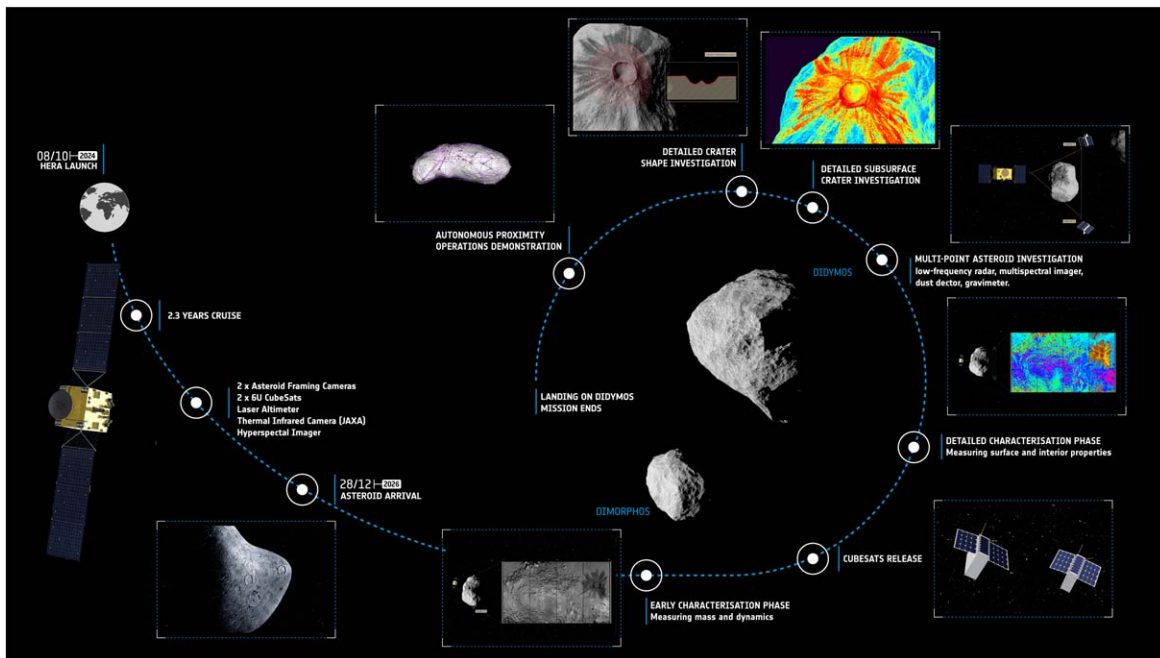 08/10 2024
HERA LAUNCH
2.3 YEARS CRUISE
2 x Asteroid Framing Cameras
2 x 6U CubeSats
Laser Altimeter
Thermal Infrared Camera (JAXA)
Hyperspectal Imager
28/12 2026
ASTEROID ARRIVAL
EARLY CHARACTERISATION PHASE
Measuring mass and dynamics
CUBESATS RELEASE
DETAILED CHARACTERISATION PHASE
Measuring surface and interior properties
MULTI-POINT ASTEROID INVESTIGATION
low-frequency radar, multispectral imager,
dust dector, gravimeter.
DETAILED SUBSURFACE
CRATER INVESTIGATION
DETAILED CRATER
SHAPE INVESTIGATION
AUTONOMOUS PROXIMITY
OPERATIONS DEMONSTRATION
LANDING ON DIDYMOS
MISSION ENDS
DIDYMOS
DIMORPHOS